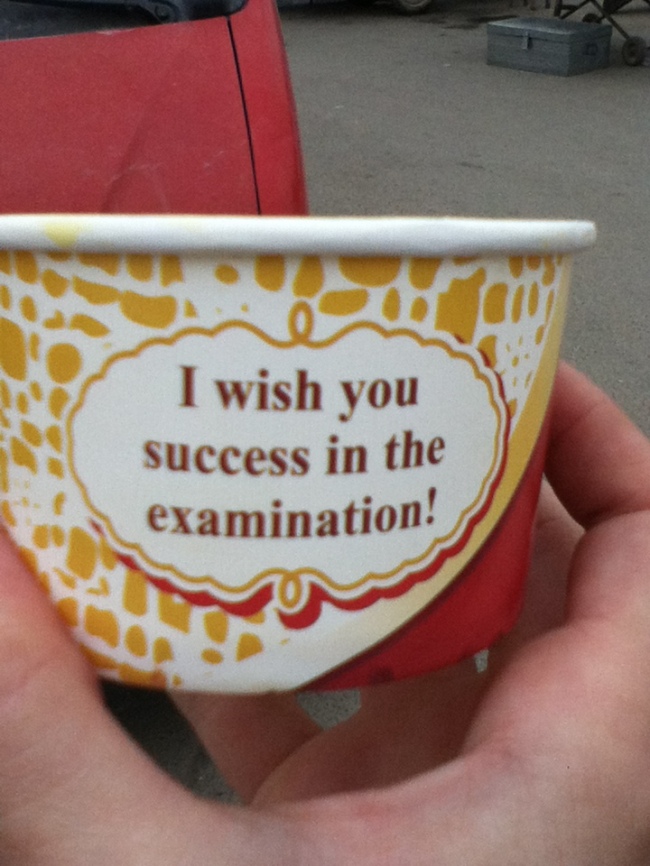 I wish you
success in the
examination!